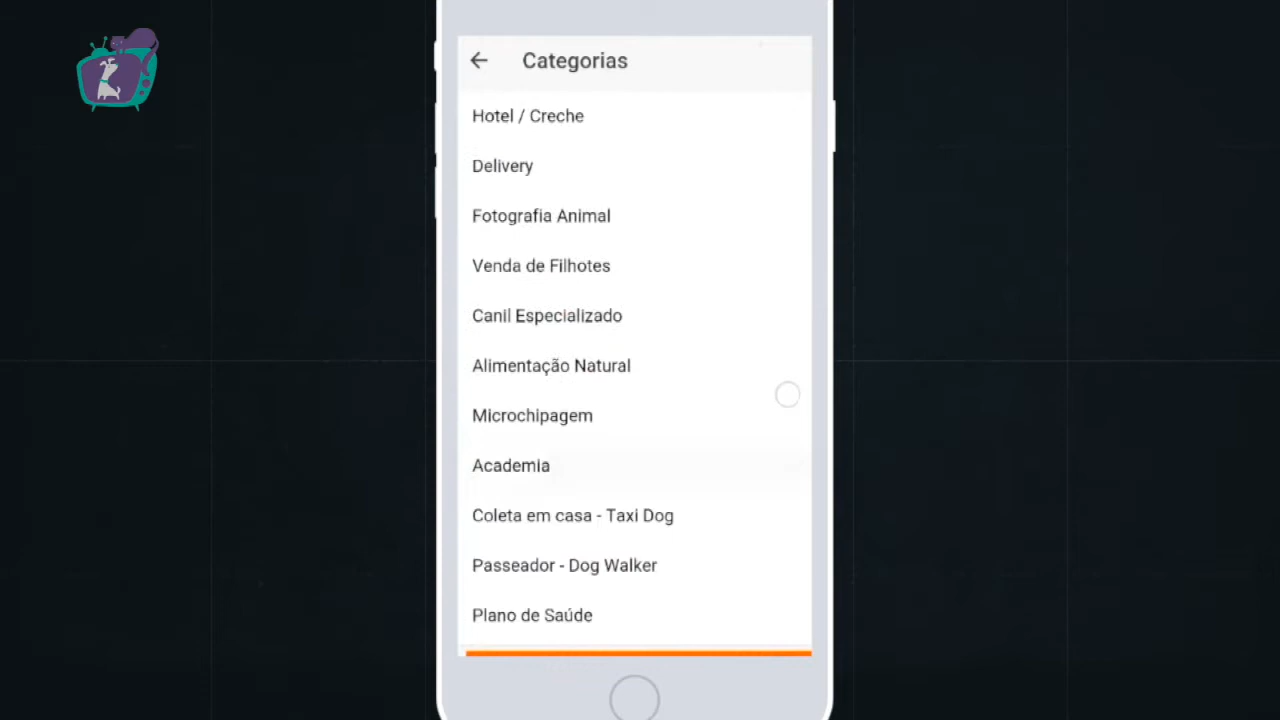 Categorias
Hotel / Creche
Delivery
Fotografia Animal
Venda de Filhotes
Canil Especializado
Alimentação Natural
Microchipagem
Academia
Coleta em casa - Taxi Dog
Passeador - Dog Walker
Plano de Saúde